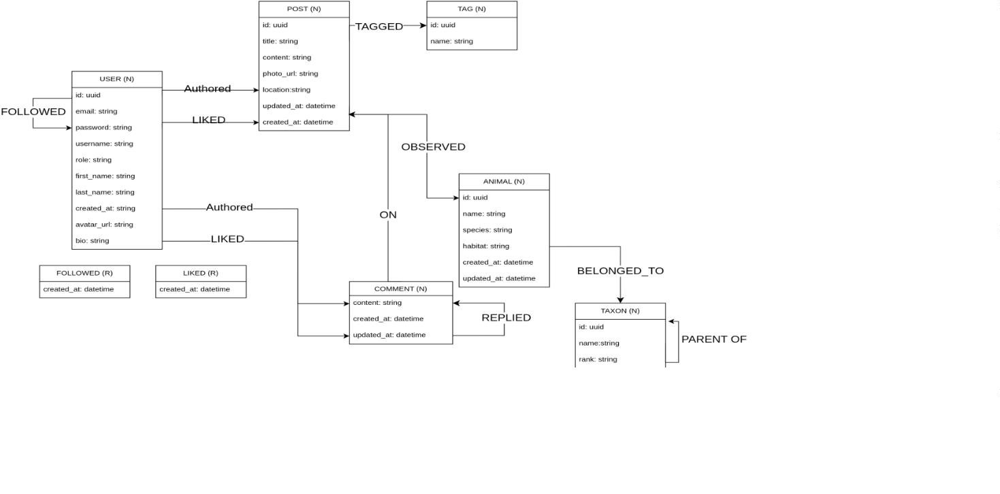 POST (N)
id: uuid
title: string
content: string
photo_url: string
location:string
updated_at: datetime
created_at: datetime
TAGGED
TAG (N)
id: uuid
name: string
USER (N)
id: uuid
email: string
password: string
username: string
role: string
first_name: string
last_name: string
created_at: string
avatar_url: string
bio: string
FOLLOWED
Authored
LIKED
OBSERVED
ANIMAL (N)
id: uuid
name: string
species: string
habitat: string
created_at: datetime
updated_at: datetime
Authored
LIKED
ON
FOLLOWED (R)
created_at: datetime
LIKED (R)
created_at: datetime
COMMENT (N)
content: string
created_at: datetime
updated_at: datetime
REPLIED
BELONGED_TO
TAXON (N)
id: uuid
name:string
rank: string
PARENT OF